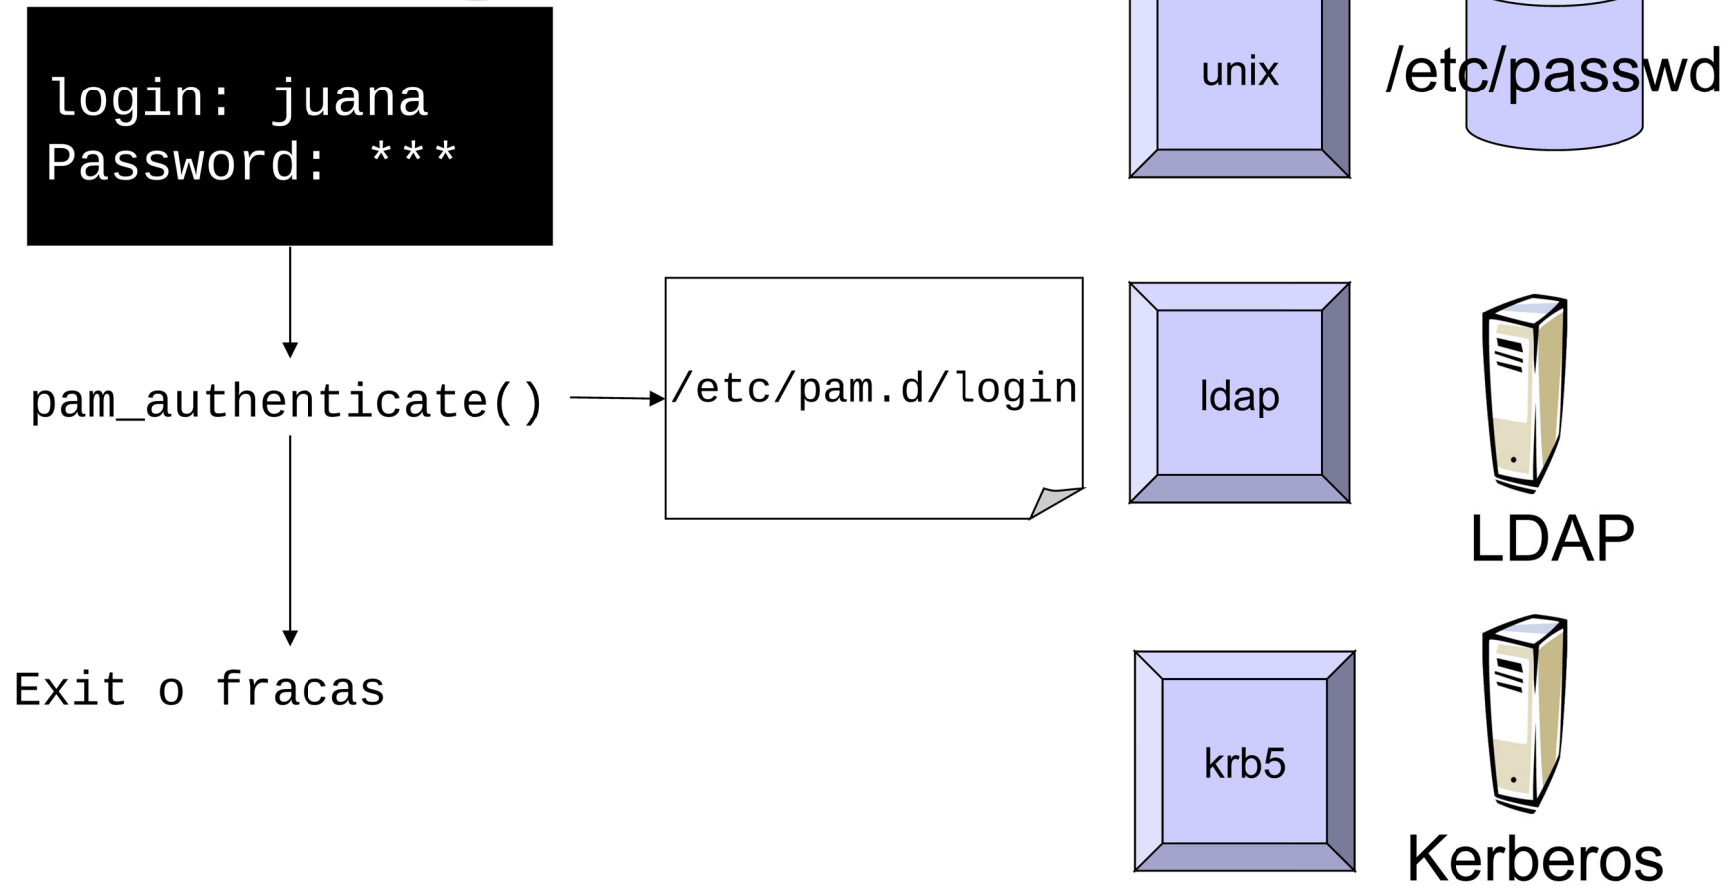 login: juana
Password: ***
unix
/etc/passwd
pam_authenticate()
/etc/pam.d/login
ldap
LDAP
Exit o fracas
krb5
Kerberos